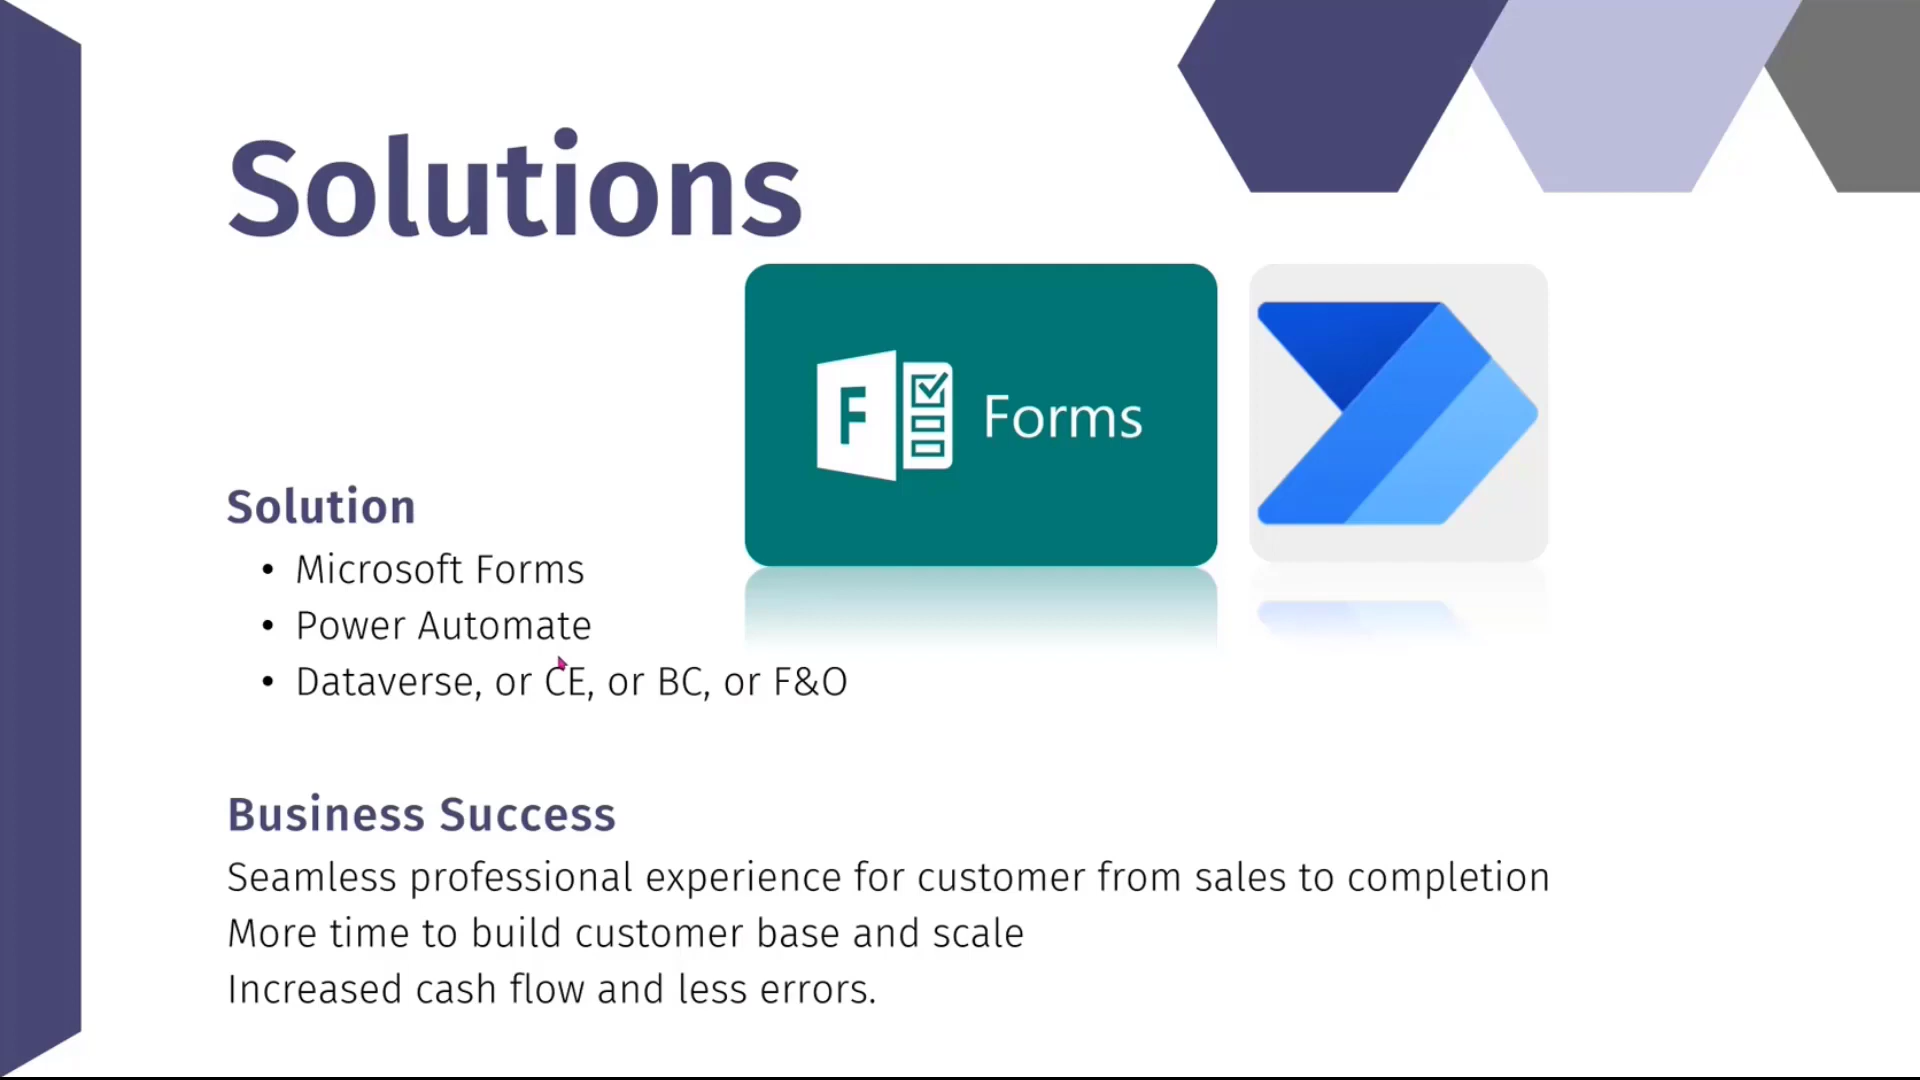 Solutions
F Forms
Solution
• Microsoft Forms
• Power Automate
• Dataverse, or CE, or BC, or F&O
Business Success
Seamless professional experience for customer from sales to completion
More time to build customer base and scale
Increased cash flow and less errors.